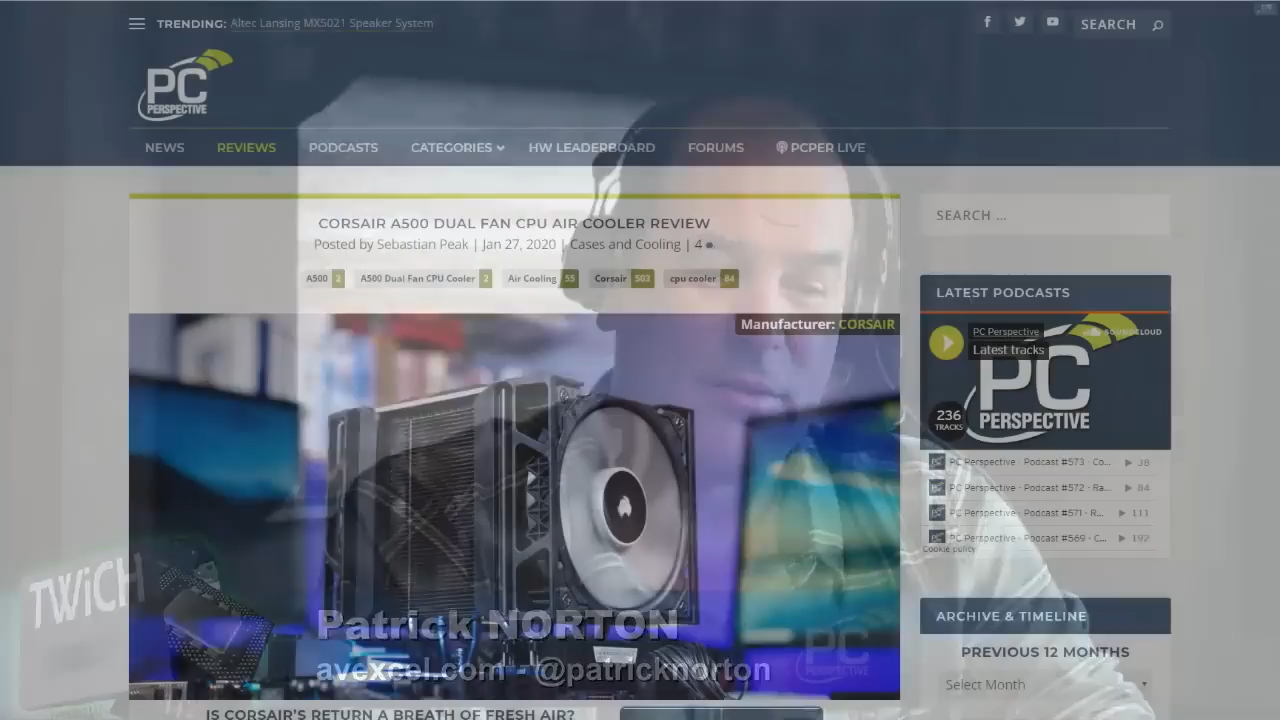 TRENDING: Altec Lansing MX5021 Speaker System
SEARCH
PC
PERSPECTIVE
NEWS REVIEWS PODCASTS CATEGORIES HW LEADERBOARD FORUMS PCPER LIVE
CORSAIR A500 DUAL FAN CPU AIR COOLER REVIEW
Posted by Sebastian Peak | Jan 27, 2020 | Cases and Cooling | 4
A500 2 A500 Dual Fan CPU Cooler 2 Air Cooling 55 Corsair 503 cpu cooler 84
Manufacturer: CORSAIR
TWiCH
Patrick NORTON
avexcel.com @patricknorton
PC
PERSPECTIVE
IS CORSAIR'S RETURN A BREATH OF FRESH AIR?
SEARCH ...
LATEST PODCASTS
PC Perspective
SOUNDCLOUD
Latest tracks
PC
PERSPECTIVE
236
TRACKS
PC Perspective · Podcast #573 - Co... 38
PC Perspective · Podcast #572 - Ra... 84
PC Perspective · Podcast #571 - R... 111
PC Perspective · Podcast #569 - C... 192
Cookie policy
ARCHIVE & TIMELINE
PREVIOUS 12 MONTHS
Select Month